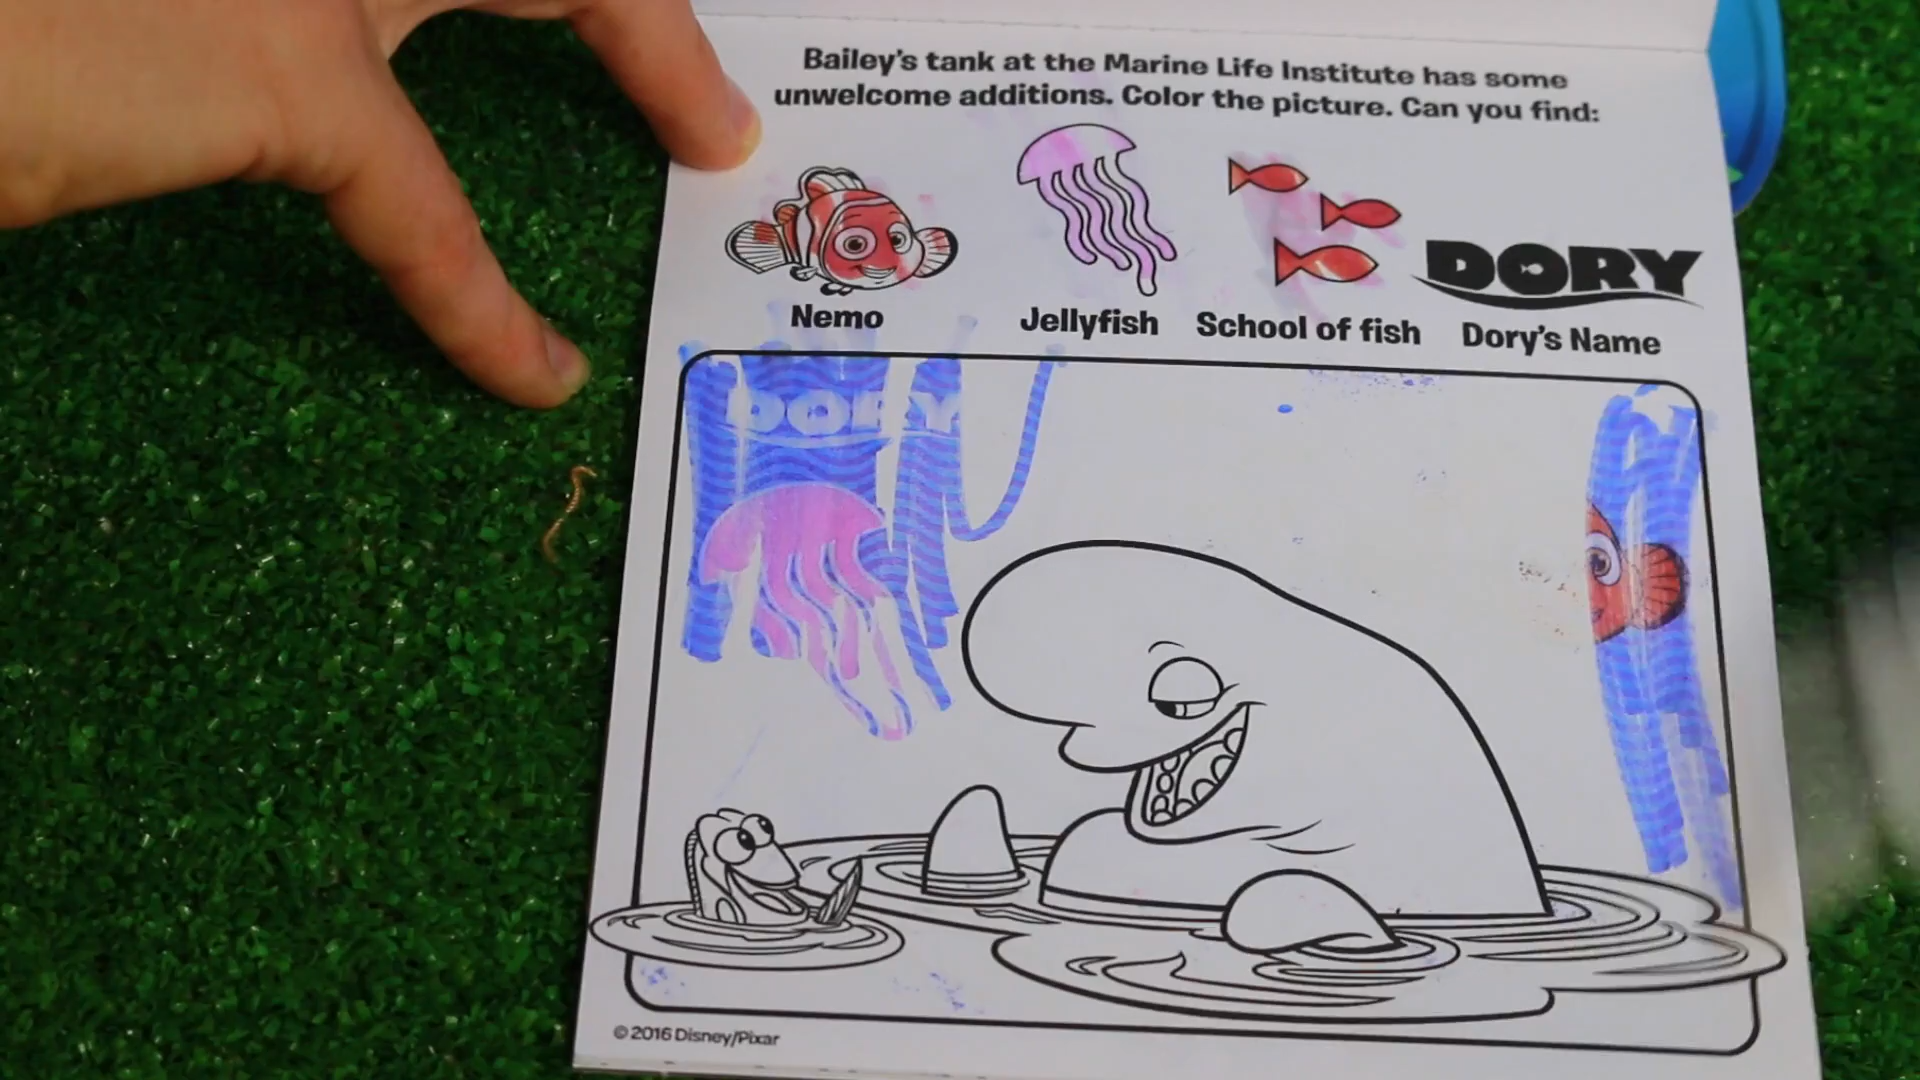 Bailey's tank at the Marine Life Institute has some
unwelcome additions. Color the picture. Can you find:
DORY
Nemo
Jellyfish
School of fish
Dory's Name
DORY
© 2016 Disney/Pixar